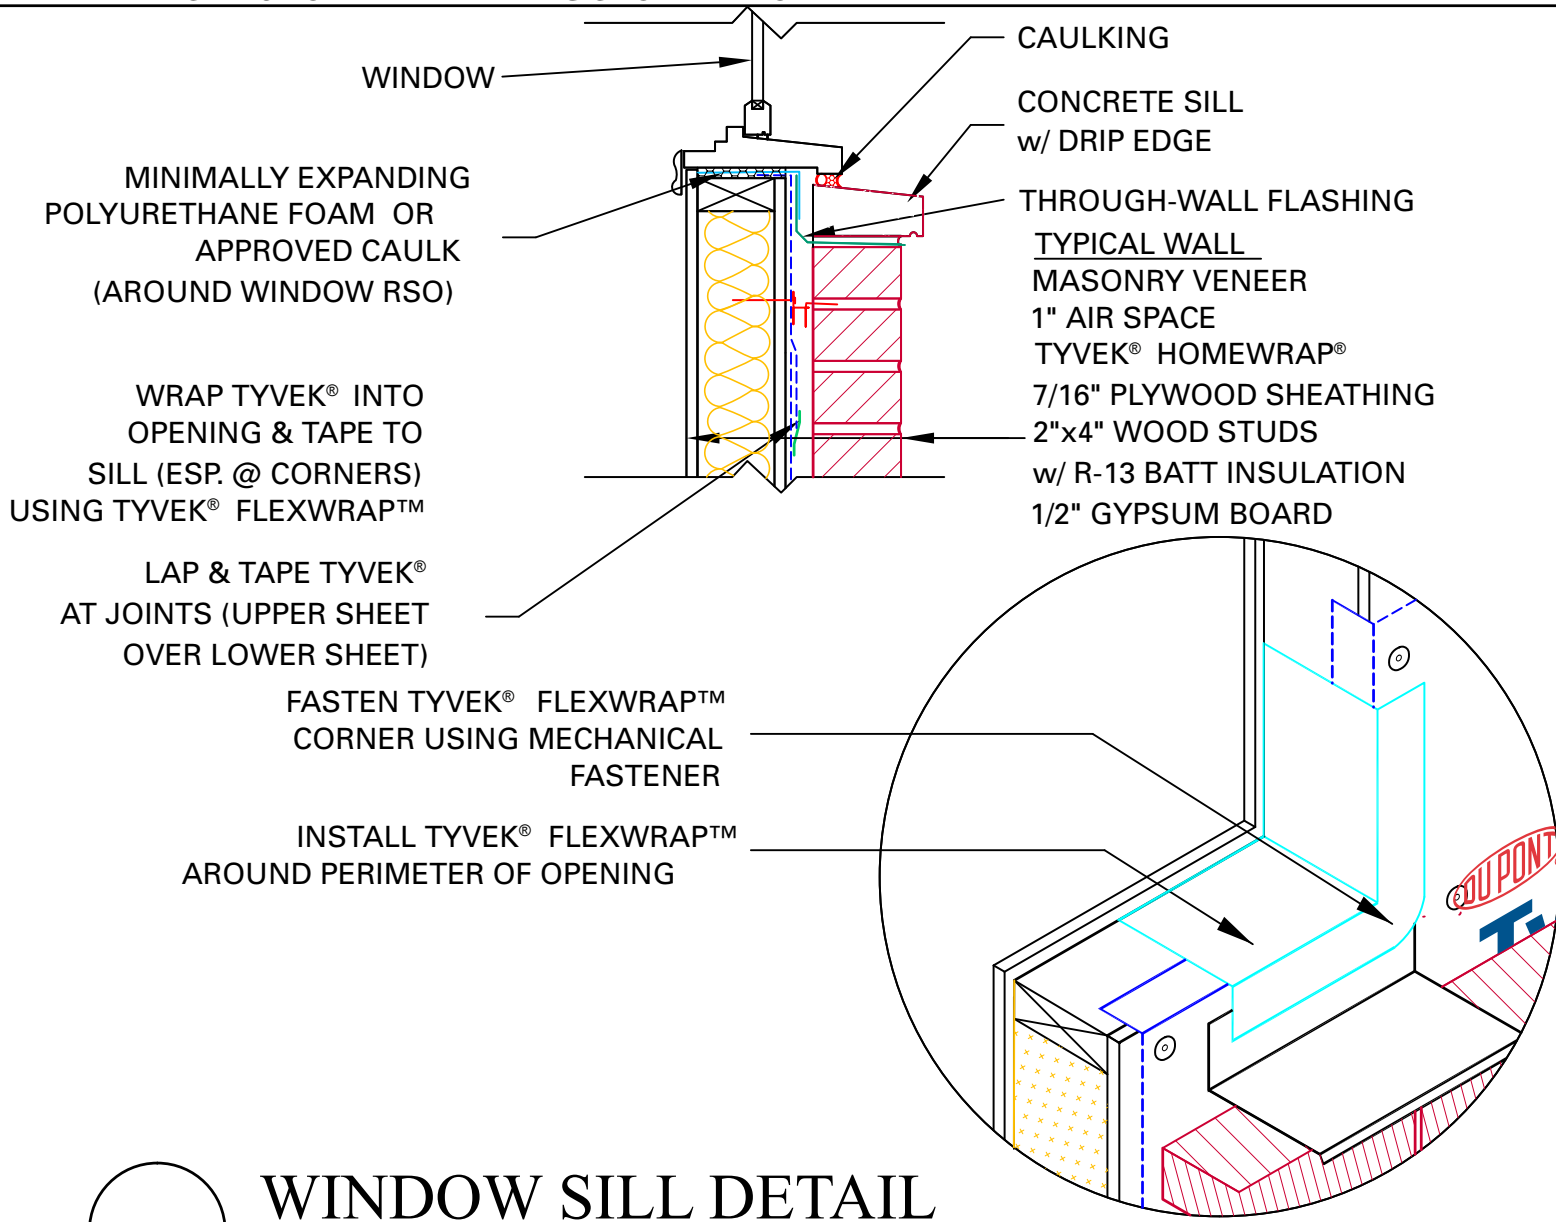 WINDOW
CAULKING
CONCRETE SILL
w/ DRIP EDGE
MINIMALLY EXPANDING
POLYURETHANE FOAM OR
APPROVED CAULK
(AROUND WINDOW RSO)
THROUGH-WALL FLASHING
TYPICAL WALL
MASONRY VENEER
1" AIR SPACE
TYVEK® HOMEWRAP®
7/16" PLYWOOD SHEATHING
2"x4" WOOD STUDS
w/ R-13 BATT INSULATION
1/2" GYPSUM BOARD
WRAP TYVEK® INTO
OPENING & TAPE TO
SILL (ESP. @ CORNERS)
USING TYVEK® FLEXWRAP™
LAP & TAPE TYVEK®
AT JOINTS (UPPER SHEET
OVER LOWER SHEET)
FASTEN TYVEK® FLEXWRAP™
CORNER USING MECHANICAL
FASTENER
INSTALL TYVEK® FLEXWRAP™
AROUND PERIMETER OF OPENING
DU PONT
WINDOW SILL DETAIL